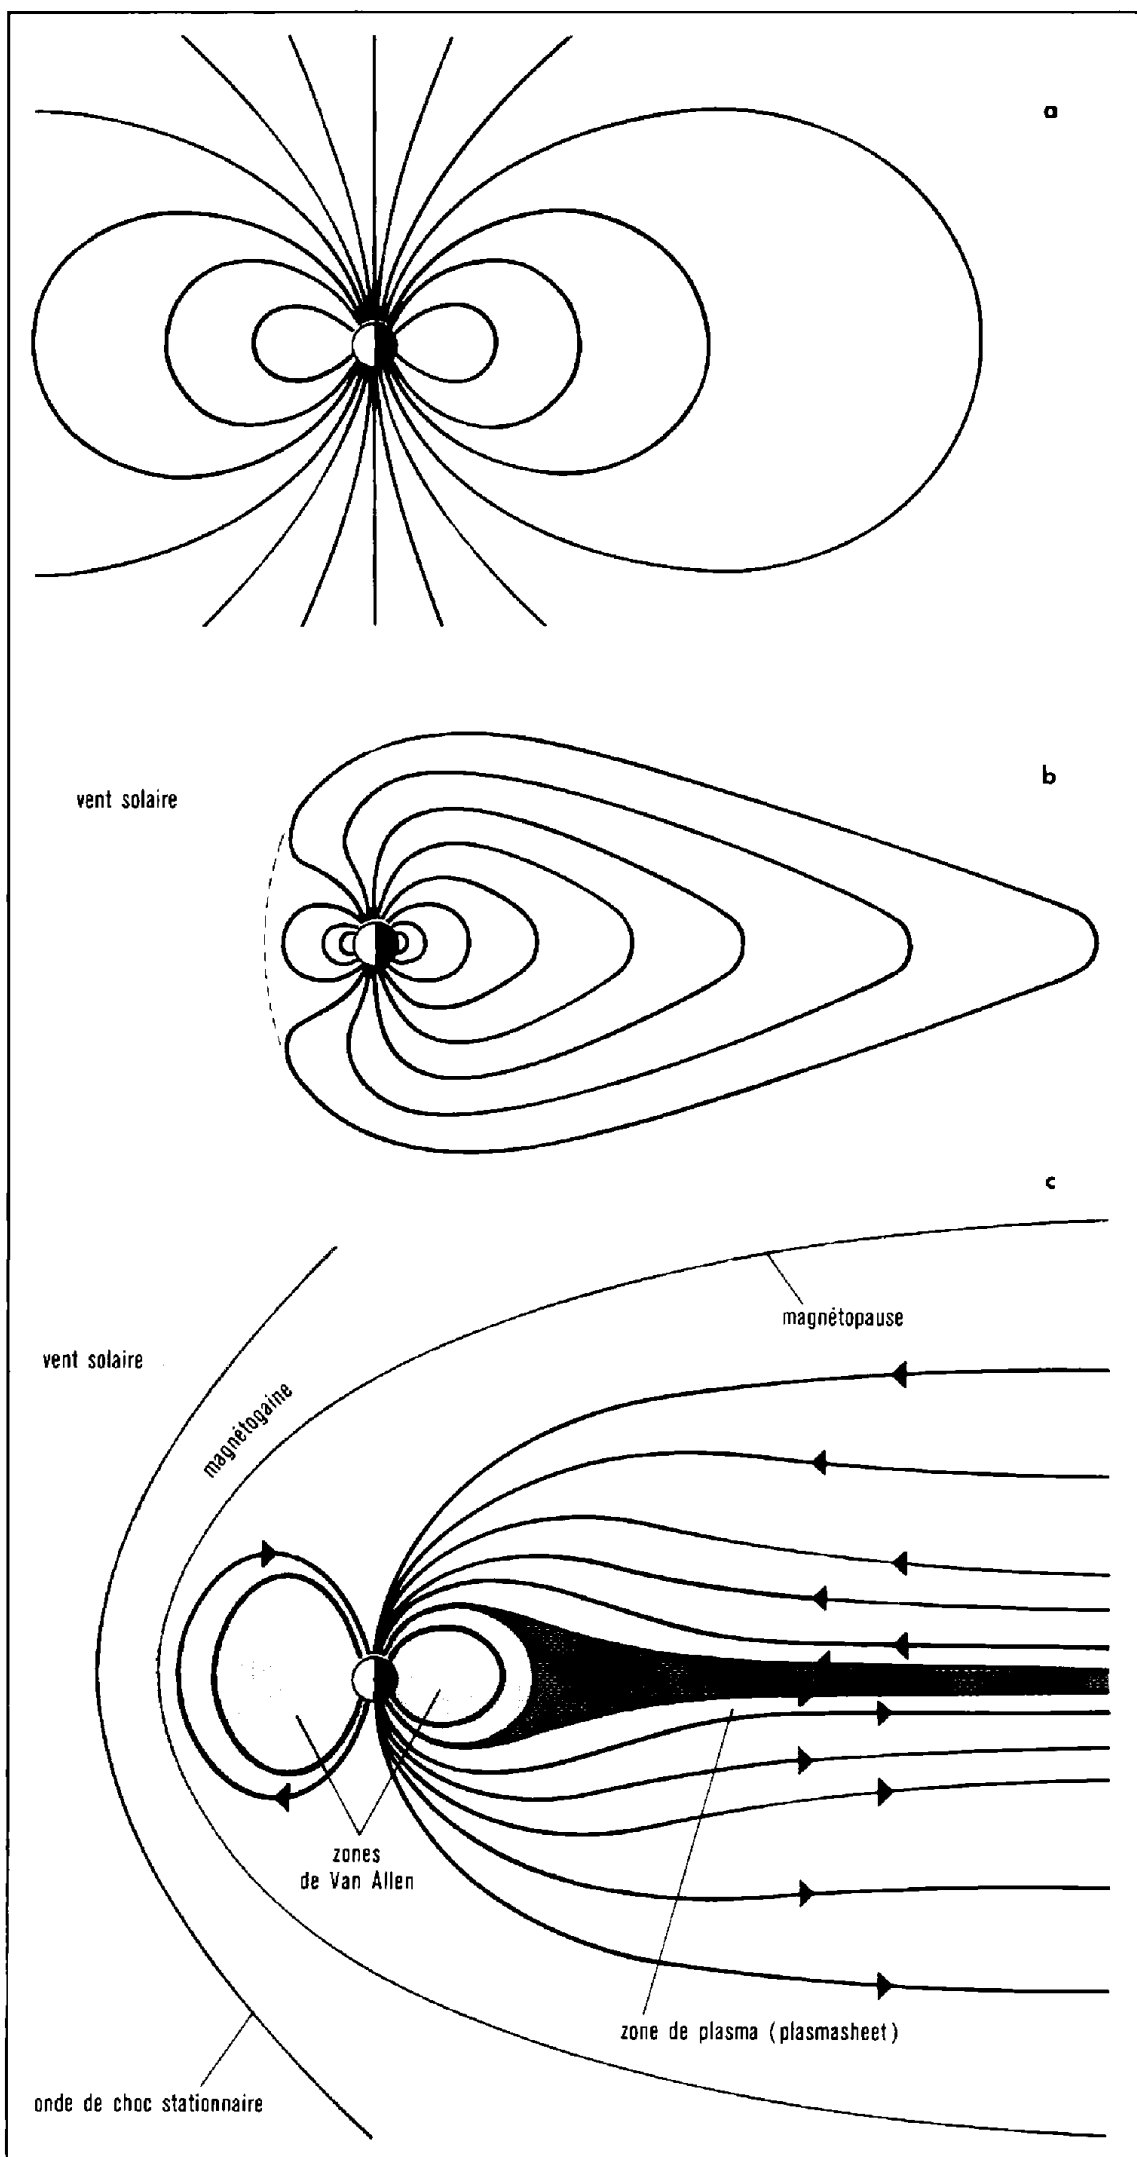 a
b
vent solaire
c
magnétopause
vent solaire
magnétogaine
zones
de Van Allen
zone de plasma (plasmasheet)
onde de choc stationnaire